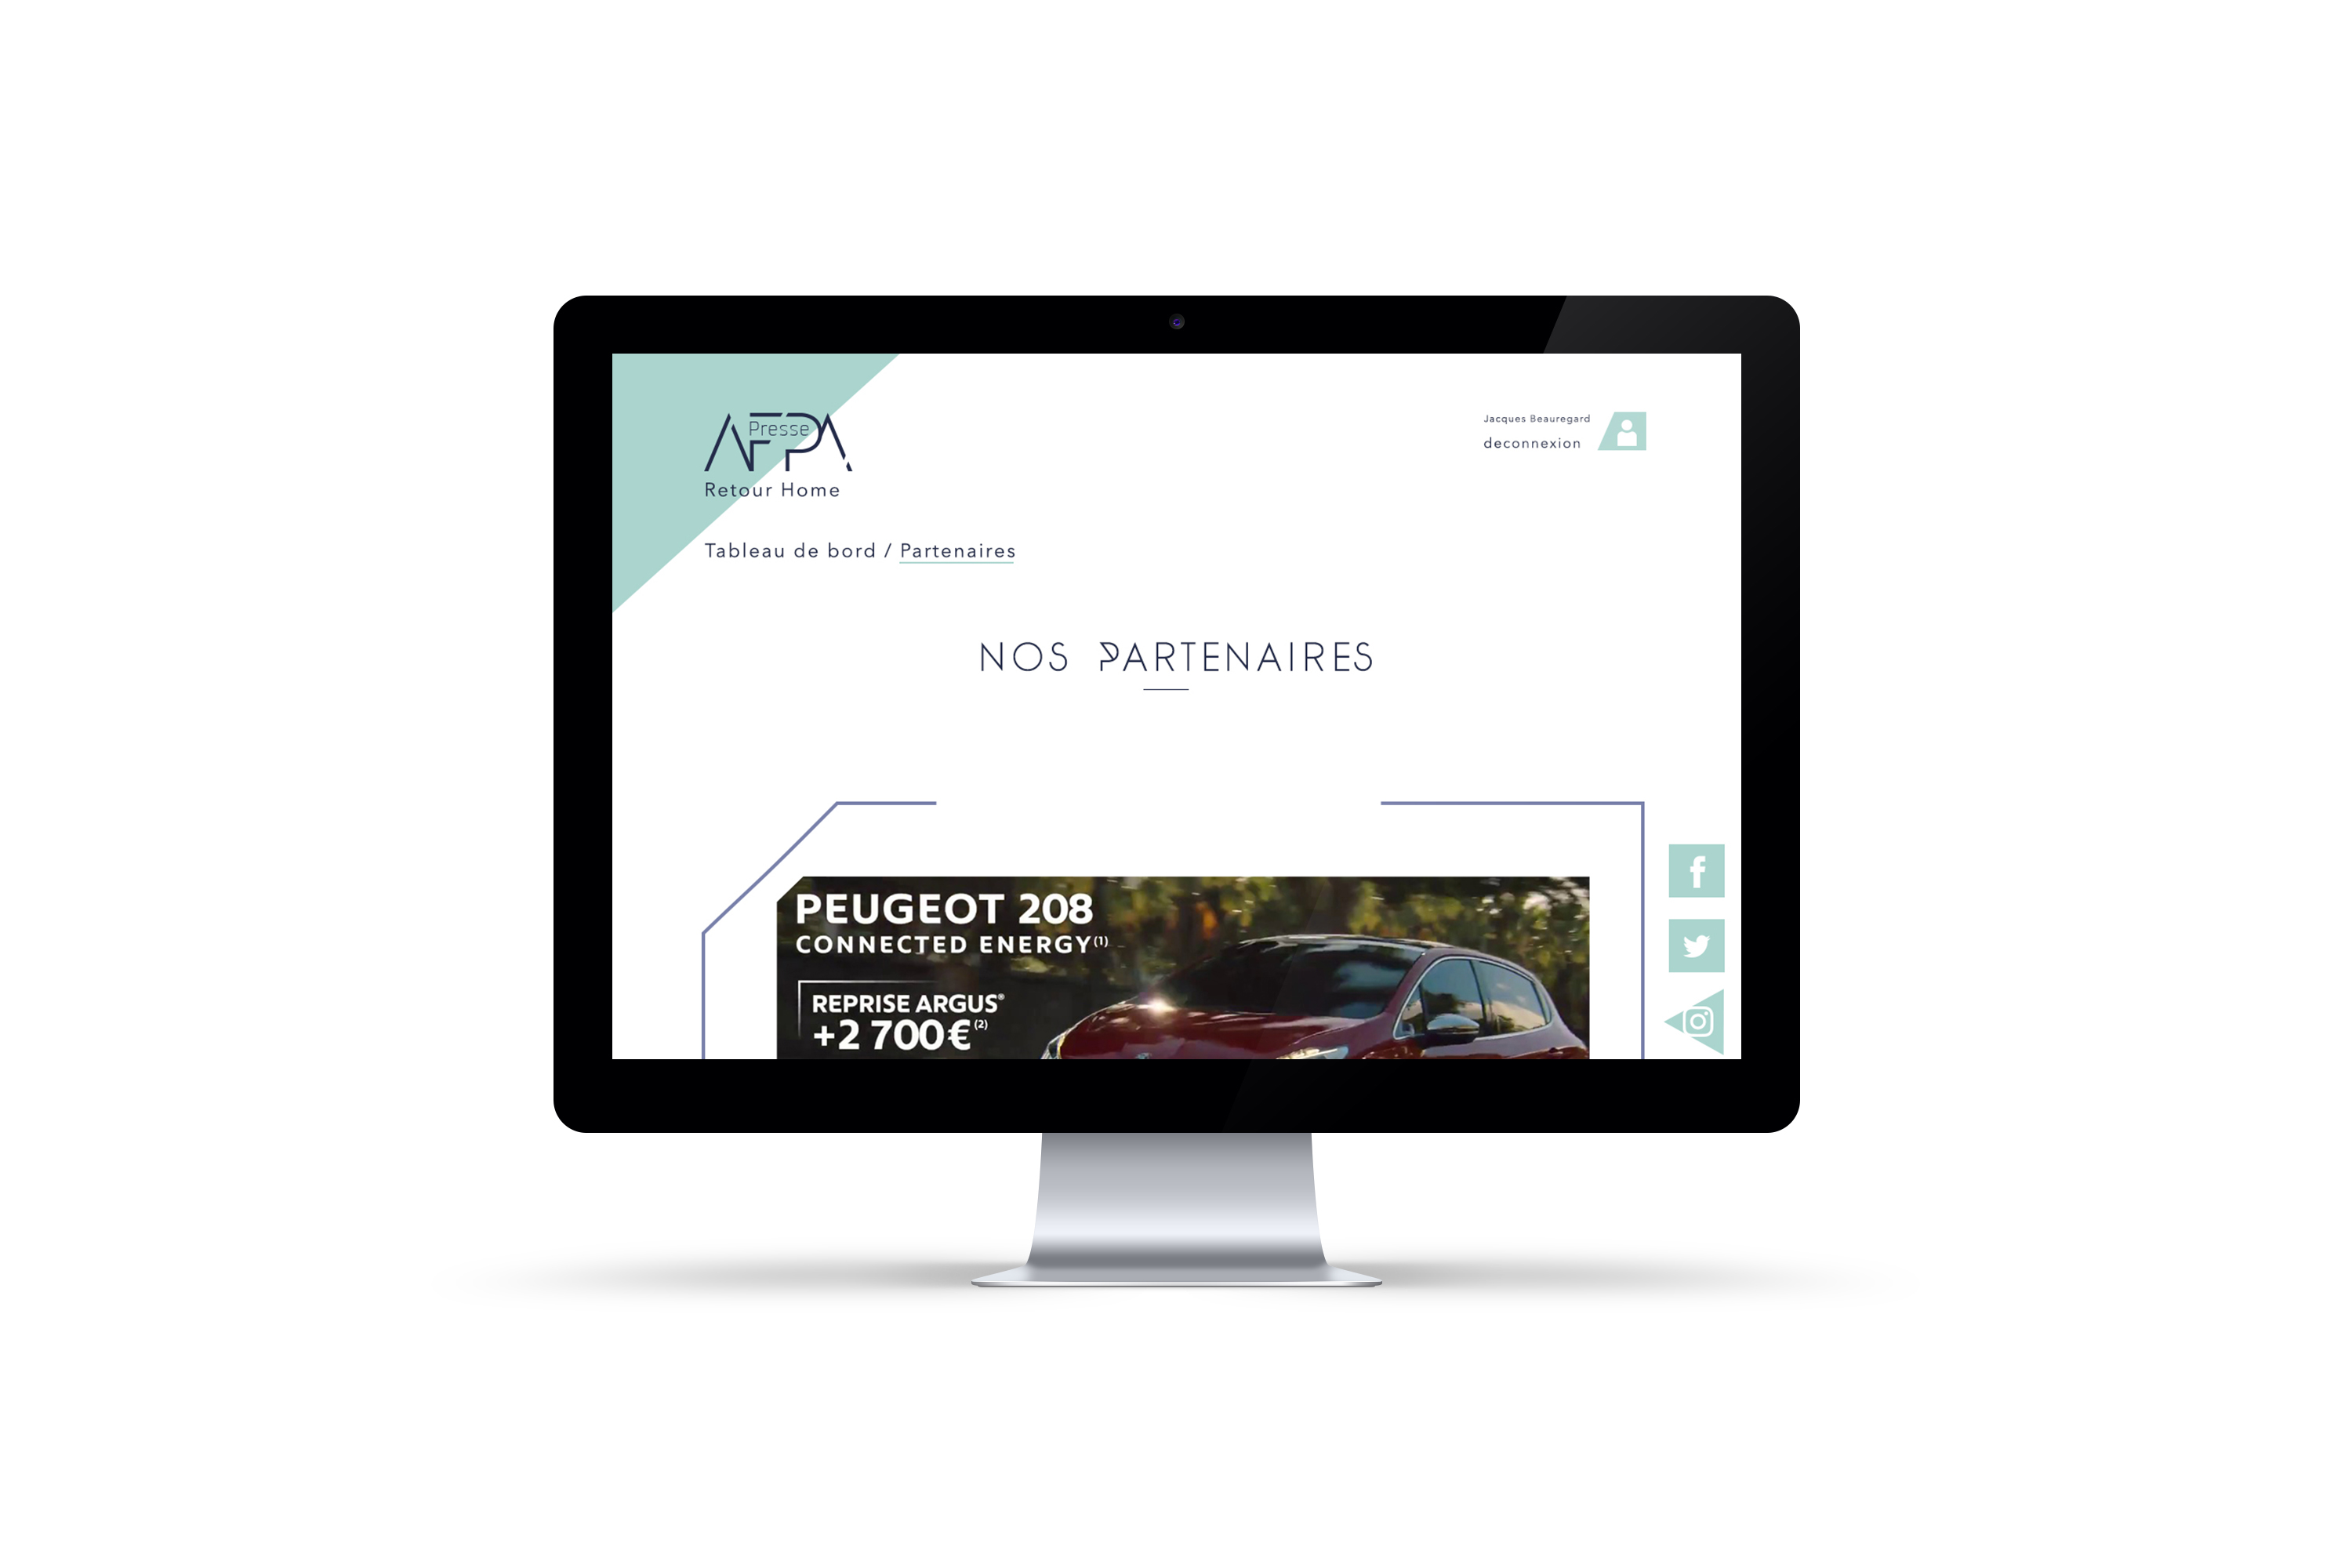 AFPA
Presse
Retour Home
Jacques Beauregard
deconnexion
Tableau de bord / Partenaires
NOS PARTENAIRES
PEUGEOT 208
CONNECTED ENERGY(1)
REPRISE ARGUS®
+2 700€(2)